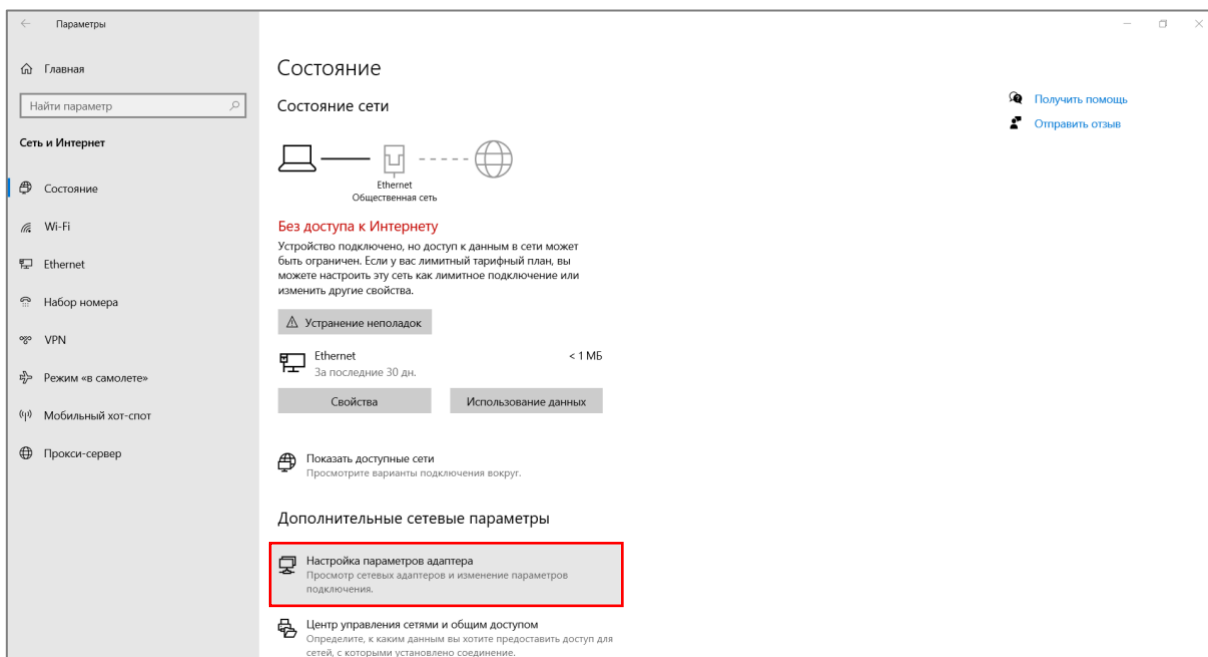 Параметры
Главная
Найти параметр
Сеть и Интернет
Состояние
Wi-Fi
Ethernet
Набор номера
VPN
Режим «в самолете»
Мобильный хот-спот
Прокси-сервер
Состояние
Состояние сети
Ethernet
Общественная сеть
Без доступа к Интернету
Устройство подключено, но доступ к данным в сети может
быть ограничен. Если у вас лимитный тарифный план, вы
можете настроить эту сеть как лимитное подключение или
изменить другие свойства.
Устранение неполадок
Ethernet < 1 МБ
За последние 30 дн.
Свойства Использование данных
Показать доступные сети
Просмотрите варианты подключения вокруг.
Дополнительные сетевые параметры
Настройка параметров адаптера
Просмотр сетевых адаптеров и изменение параметров
подключения.
Центр управления сетями и общим доступом
Определите, к каким данным вы хотите предоставить доступ для
сетей, с которыми установлено соединение.
Получить помощь
Отправить отзыв